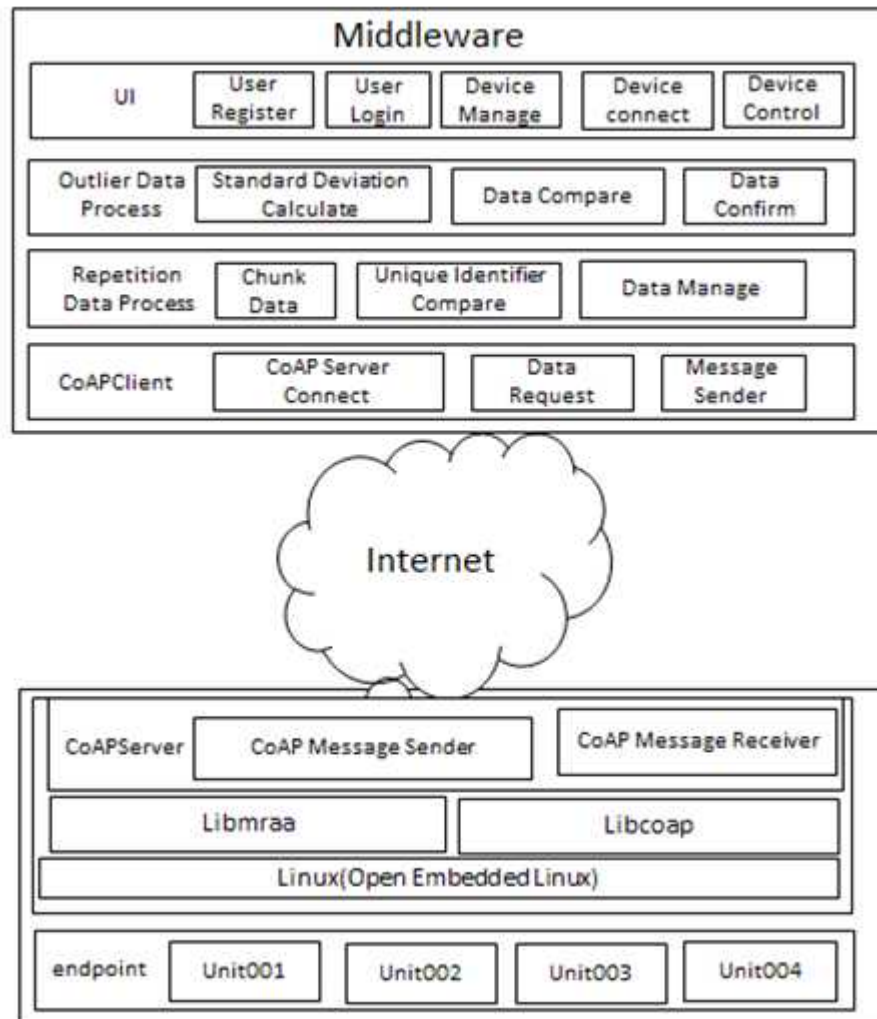 Middleware
UI
User
Register
User
Login
Device
Manage
Device
connect
Device
Control
Outlier Data
Process
Standard Deviation
Calculate
Data Compare
Data
Confirm
Repetition
Data Process
Chunk
Data
Unique Identifier
Compare
Data Manage
CoAPClient
CoAP Server
Connect
Data
Request
Message
Sender
Internet
CoAPServer
CoAP Message Sender
CoAP Message Receiver
Libmraa
Libcoap
Linux(Open Embedded Linux)
endpoint
Unit001
Unit002
Unit003
Unit004